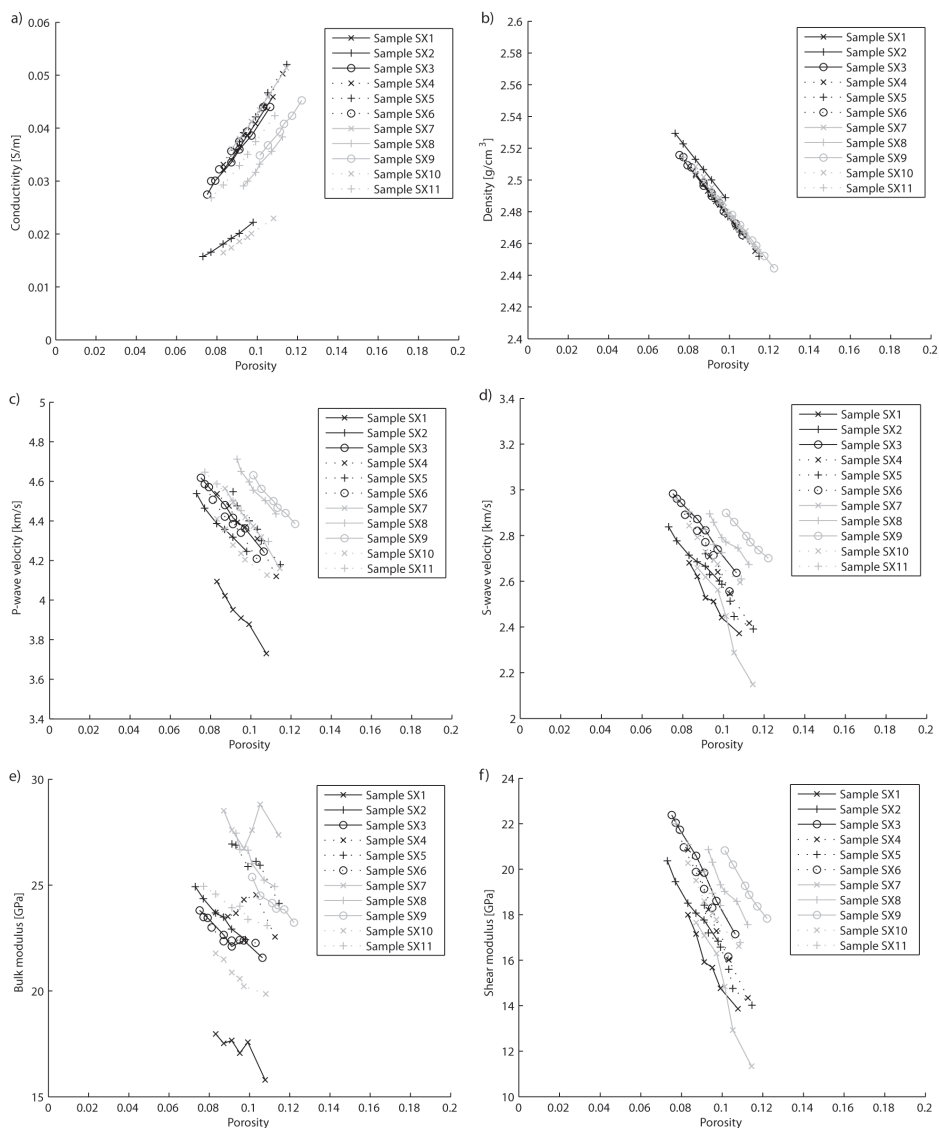 a)
Conductivity [S/m]
0.06
0.05
0.04
0.03
0.02
0.01
0
0 0.02 0.04 0.06 0.08 0.1 0.12 0.14 0.16 0.18 0.2
Porosity
Sample SX1
Sample SX2
Sample SX3
Sample SX4
Sample SX5
Sample SX6
Sample SX7
Sample SX8
Sample SX9
Sample SX10
Sample SX11
b)
Density [g/cm³]
2.6
2.58
2.56
2.54
2.52
2.5
2.48
2.46
2.44
2.42
2.4
0 0.02 0.04 0.06 0.08 0.1 0.12 0.14 0.16 0.18 0.2
Porosity
Sample SX1
Sample SX2
Sample SX3
Sample SX4
Sample SX5
Sample SX6
Sample SX7
Sample SX8
Sample SX9
Sample SX10
Sample SX11
c)
P-wave velocity [km/s]
5
4.8
4.6
4.4
4.2
4
3.8
3.6
3.4
0 0.02 0.04 0.06 0.08 0.1 0.12 0.14 0.16 0.18 0.2
Porosity
Sample SX1
Sample SX2
Sample SX3
Sample SX4
Sample SX5
Sample SX6
Sample SX7
Sample SX8
Sample SX9
Sample SX10
Sample SX11
d)
S-wave velocity [km/s]
3.4
3.2
3
2.8
2.6
2.4
2.2
2
0 0.02 0.04 0.06 0.08 0.1 0.12 0.14 0.16 0.18 0.2
Porosity
Sample SX1
Sample SX2
Sample SX3
Sample SX4
Sample SX5
Sample SX6
Sample SX7
Sample SX8
Sample SX9
Sample SX10
Sample SX11
e)
Bulk modulus [GPa]
30
25
20
15
0 0.02 0.04 0.06 0.08 0.1 0.12 0.14 0.16 0.18 0.2
Porosity
Sample SX1
Sample SX2
Sample SX3
Sample SX4
Sample SX5
Sample SX6
Sample SX7
Sample SX8
Sample SX9
Sample SX10
Sample SX11
f)
Shear modulus [GPa]
24
22
20
18
16
14
12
10
0 0.02 0.04 0.06 0.08 0.1 0.12 0.14 0.16 0.18 0.2
Porosity
Sample SX1
Sample SX2
Sample SX3
Sample SX4
Sample SX5
Sample SX6
Sample SX7
Sample SX8
Sample SX9
Sample SX10
Sample SX11